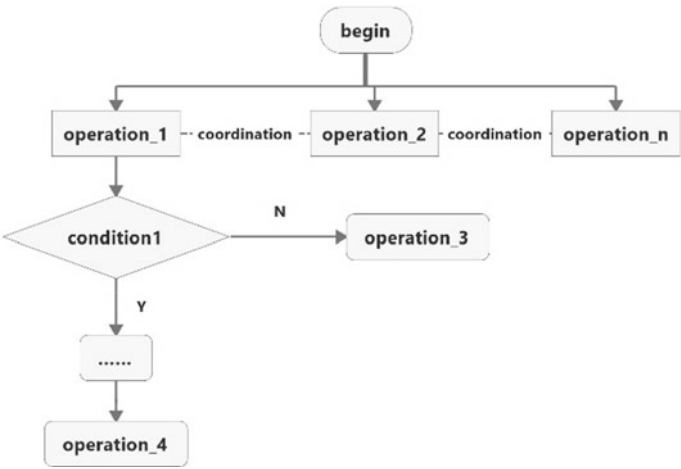 begin
operation_1
coordination
operation_2
coordination
operation_n
condition1
N
operation_3
Y
......
operation_4